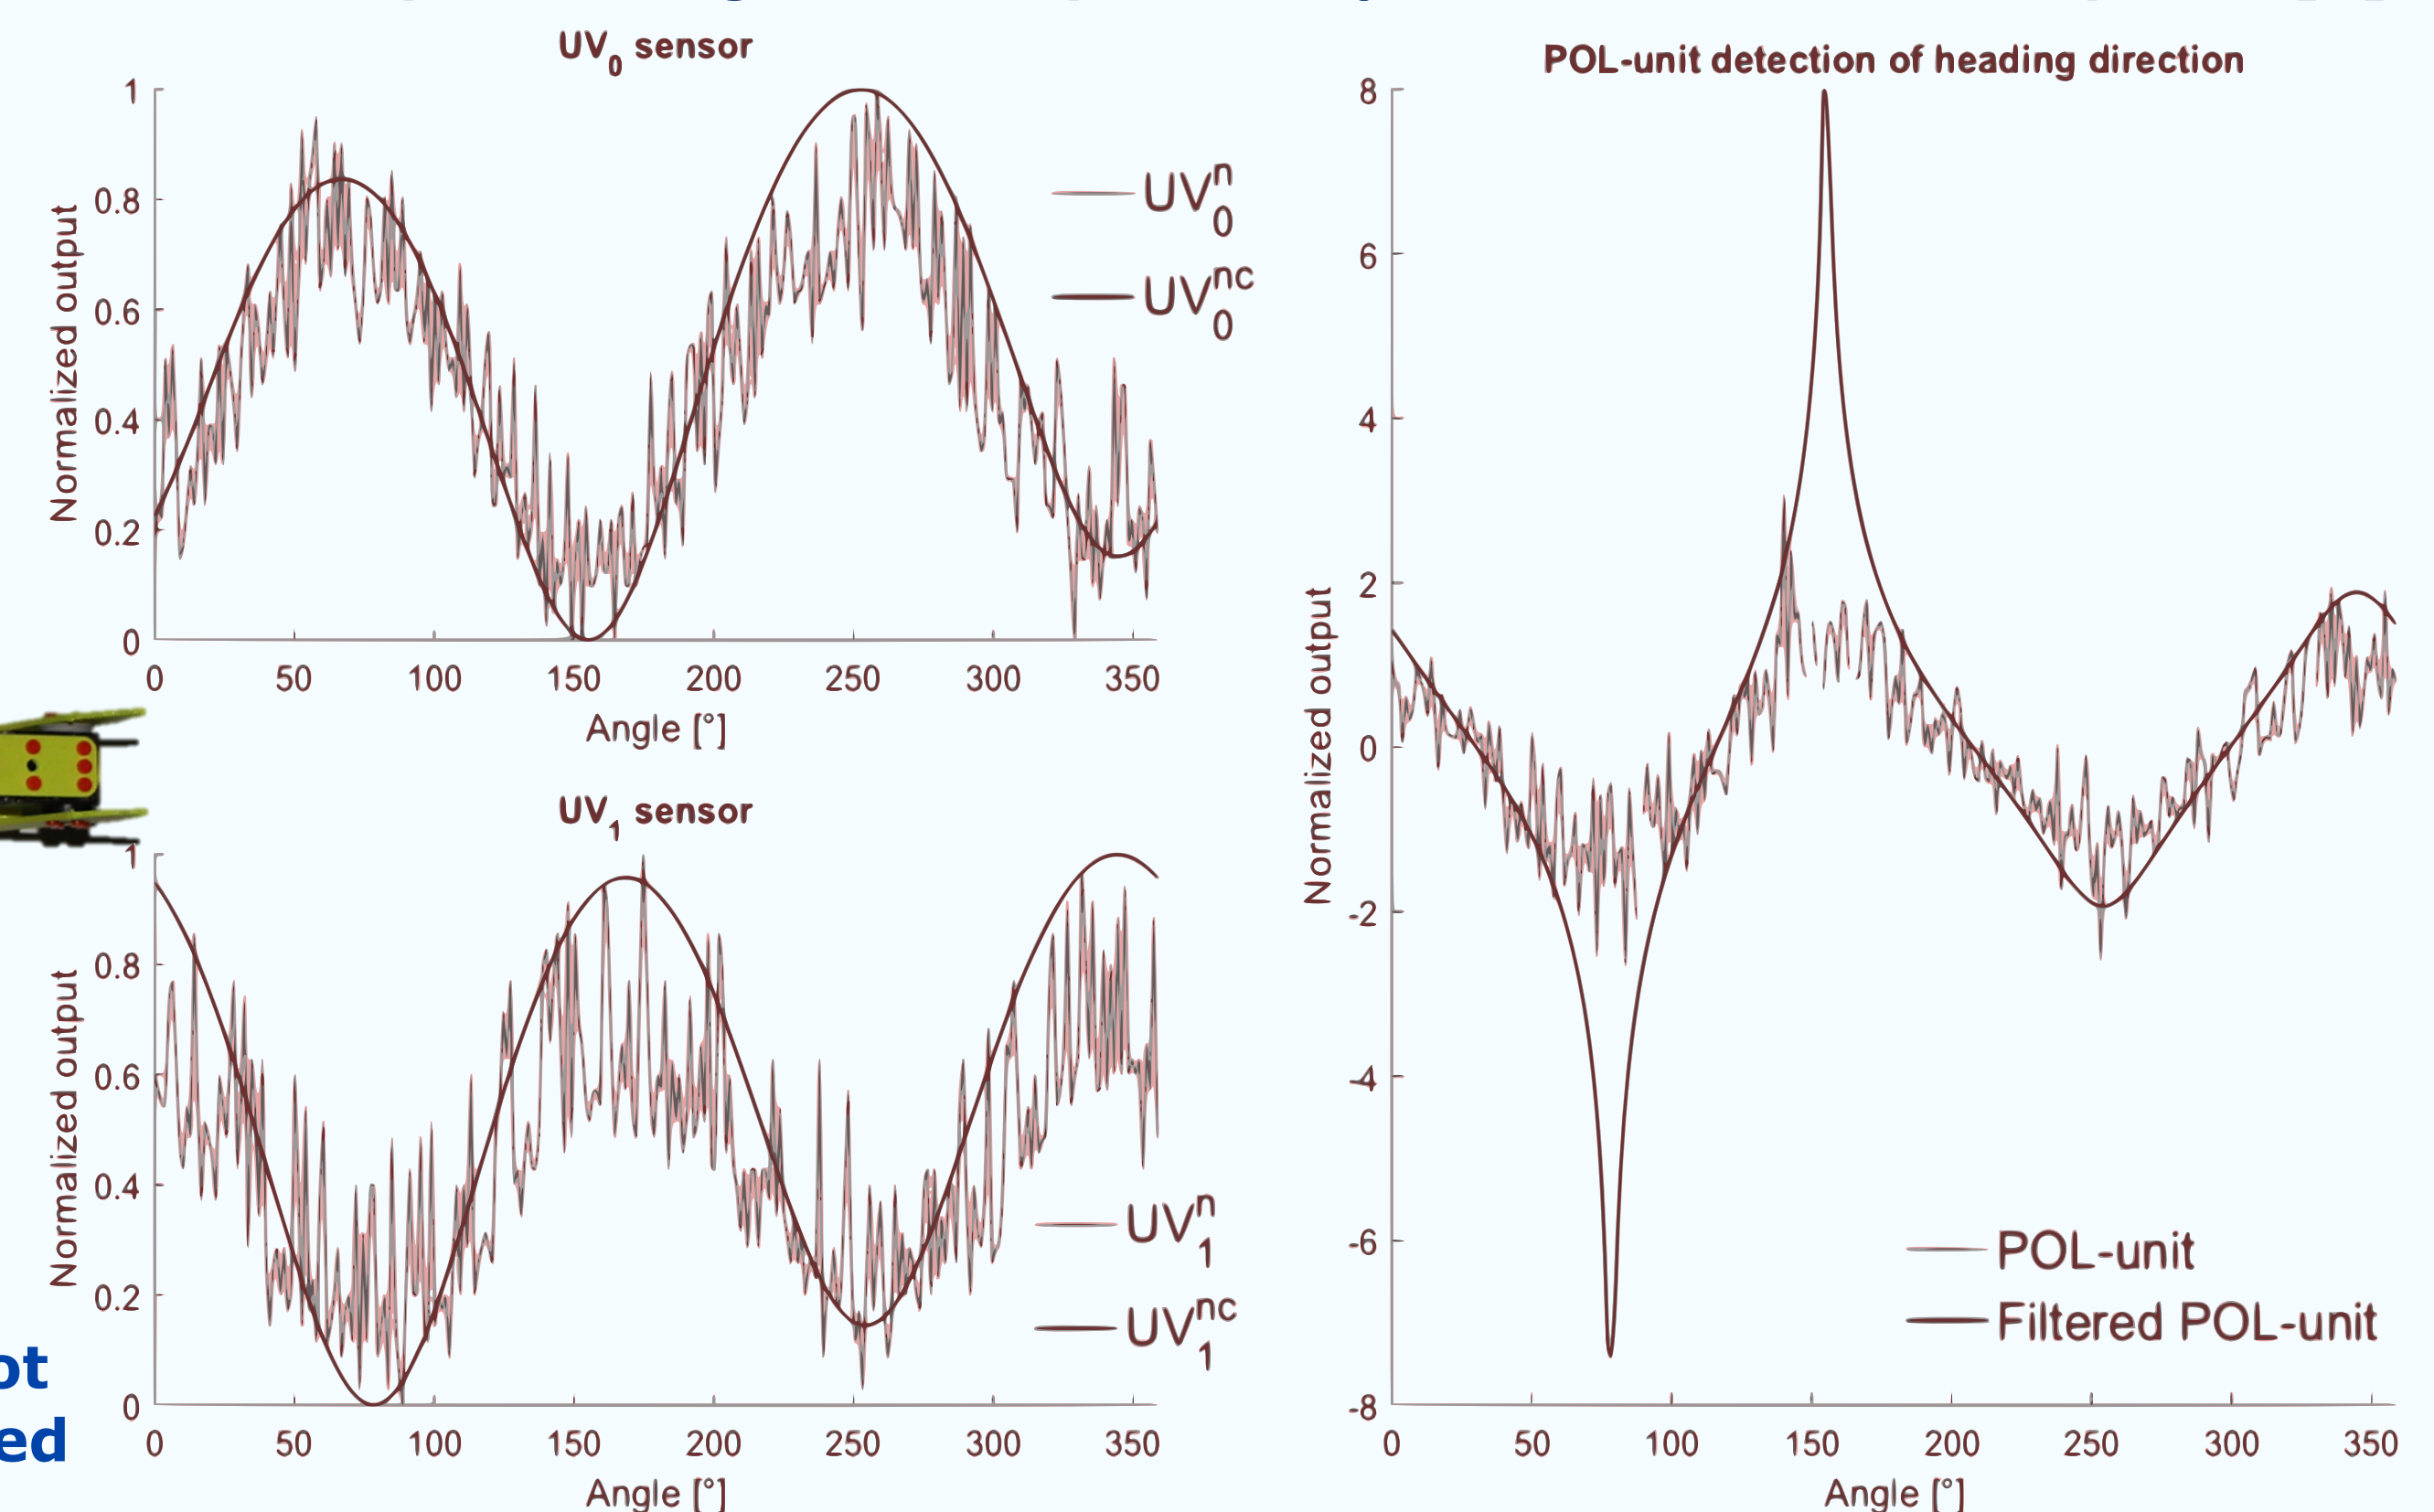 UV0 sensor
1
0.8
0.6
0.4
0.2
0
0 50 100 150 200 250 300 350
Normalized output
Angle [°]
UV0n
UV0nc
UV1 sensor
1
0.8
0.6
0.4
0.2
0
0 50 100 150 200 250 300 350
Normalized output
Angle [°]
UV1n
UV1nc
POL-unit detection of heading direction
8
6
4
2
0
-2
-4
-6
-8
0 50 100 150 200 250 300 350
Normalized output
Angle [°]
POL-unit
Filtered POL-unit